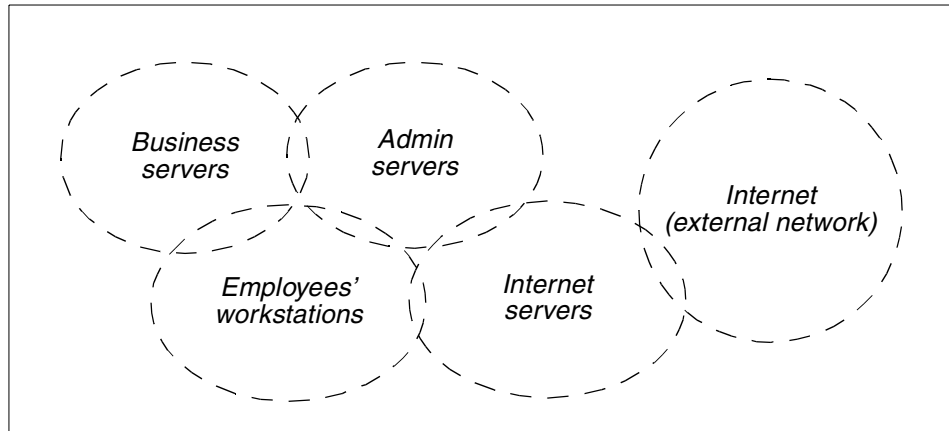 Business
servers
Admin
servers
Internet
(external network)
Employees'
workstations
Internet
servers